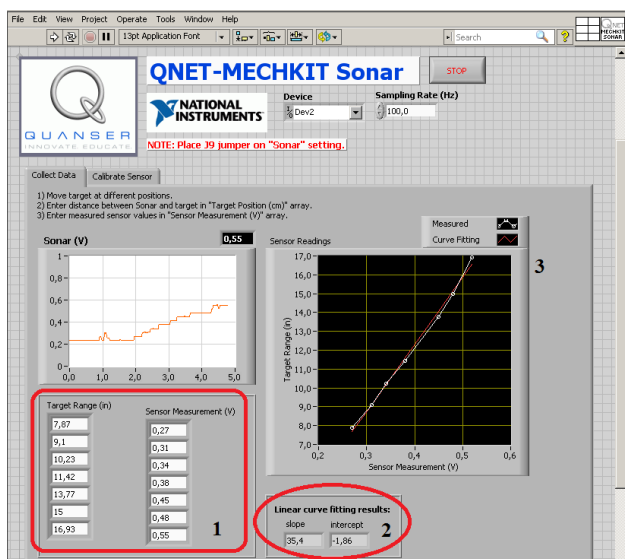 File Edit View Project Operate Tools Window Help
13pt Application Font
Search
QNET
MECHKIT
SONAR
QUANSER
INNOVATE EDUCATE
QNET-MECHKIT Sonar
STOP
NATIONAL
INSTRUMENTS
Device
Dev2
Sampling Rate (Hz)
100,0
NOTE: Place J9 jumper on "Sonar" setting.
Collect Data
Calibrate Sensor
1) Move target at different positions.
2) Enter distance between Sonar and target in "Target Position (cm)" array.
3) Enter measured sensor values in "Sensor Measurement (V)" array.
Sonar (V)
0,55
1
0,8
0,6
0,4
0,2
0
0,0 1,0 2,0 3,0 4,0 5,0
Sensor Readings
Measured
Curve Fitting
3
17,0
16,0
15,0
14,0
13,0
12,0
11,0
10,0
9,0
8,0
7,0
Target Range (in)
0,2 0,3 0,4 0,5 0,6
Sensor Measurement (V)
Target Range (in)
7,87
9,1
10,23
11,42
13,77
15
16,93
Sensor Measurement (V)
0,27
0,31
0,34
0,38
0,45
0,48
0,55
1
Linear curve fitting results:
slope intercept
35,4 -1,86
2